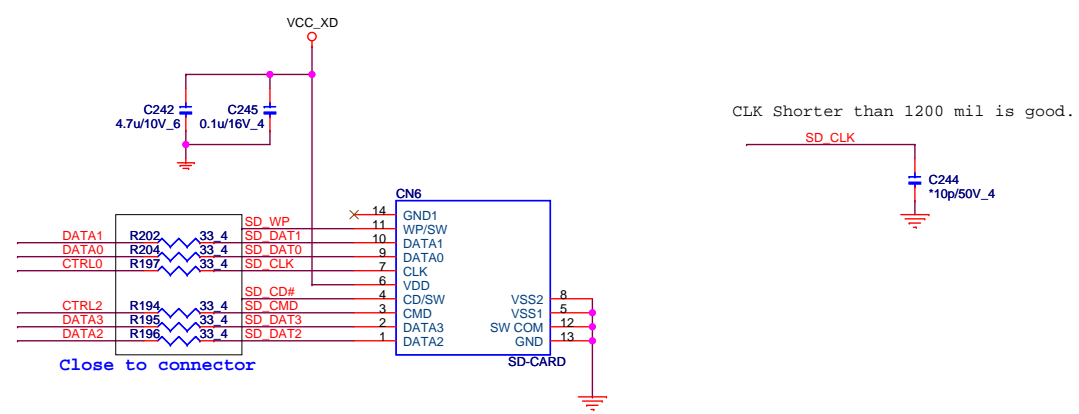 VCC_XD
C242
4.7u/10V_6
C245
0.1u/16V_4
CLK Shorter than 1200 mil is good.
SD_CLK
C244
*10p/50V_4
CN6
14 GND1
SD_WP 11 WP/SW
DATA1 R202 33_4 SD_DAT1 10 DATA1
DATA0 R204 33_4 SD_DAT0 9 DATA0
CTRL0 R197 33_4 SD_CLK 7 CLK
6 VDD
SD_CD# 4 CD/SW VSS2 8
CTRL2 R194 33_4 SD_CMD 3 CMD VSS1 5
DATA3 R195 33_4 SD_DAT3 2 DATA3 SW COM 12
DATA2 R196 33_4 SD_DAT2 1 DATA2 GND 13
SD-CARD
Close to connector